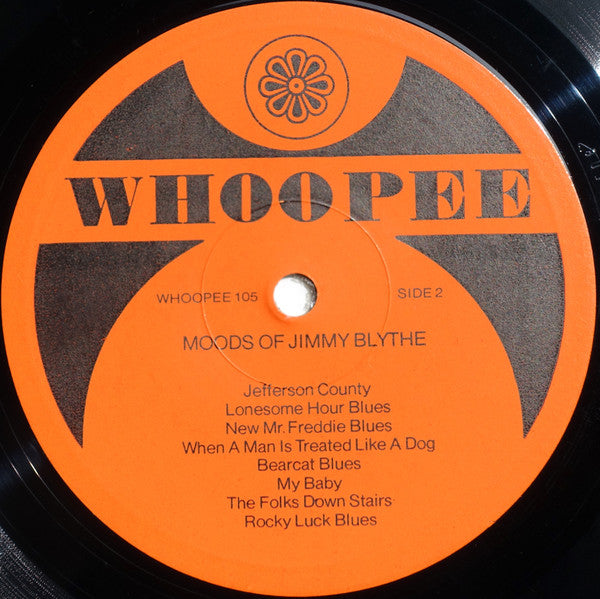 WHOOPEE
WHOOPEE 105 SIDE 2
MOODS OF JIMMY BLYTHE
Jefferson County
Lonesome Hour Blues
New Mr. Freddie Blues
When A Man Is Treated Like A Dog
Bearcat Blues
My Baby
The Folks Down Stairs
Rocky Luck Blues